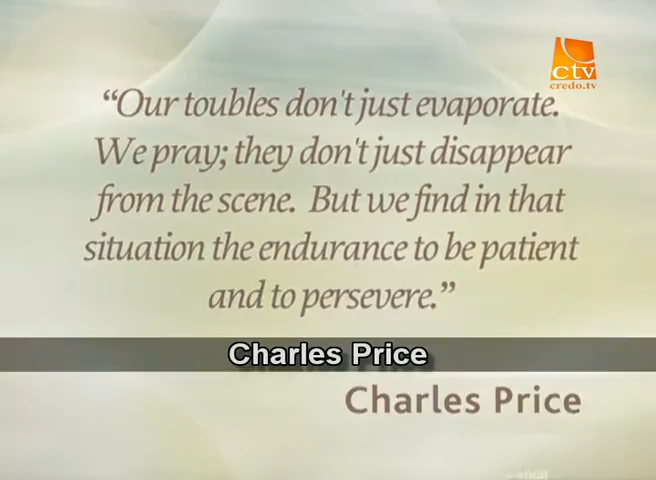 ctv
credo.tv
“Our toubles don't just evaporate.
We pray; they don't just disappear
from the scene.  But we find in that
situation the endurance to be patient
and to persevere.”
Charles Price
Charles Price